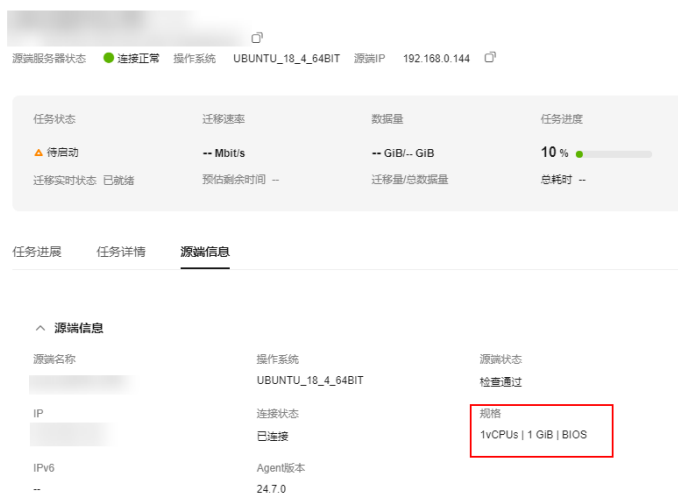 源端服务器状态 连接正常 操作系统 UBUNTU_18_4_64BIT 源端IP 192.168.0.144
任务状态 迁移速率 数据量 任务进度
待启动 -- Mbit/s -- GiB/-- GiB 10 %
迁移实时状态 已就绪 预估剩余时间 -- 迁移量/总数据量 总耗时 --
任务进展 任务详情 源端信息
源端信息
源端名称 操作系统 源端状态
UBUNTU_18_4_64BIT 检查通过
IP 连接状态 规格
已连接 1vCPUs | 1 GiB | BIOS
IPv6 Agent版本
-- 24.7.0